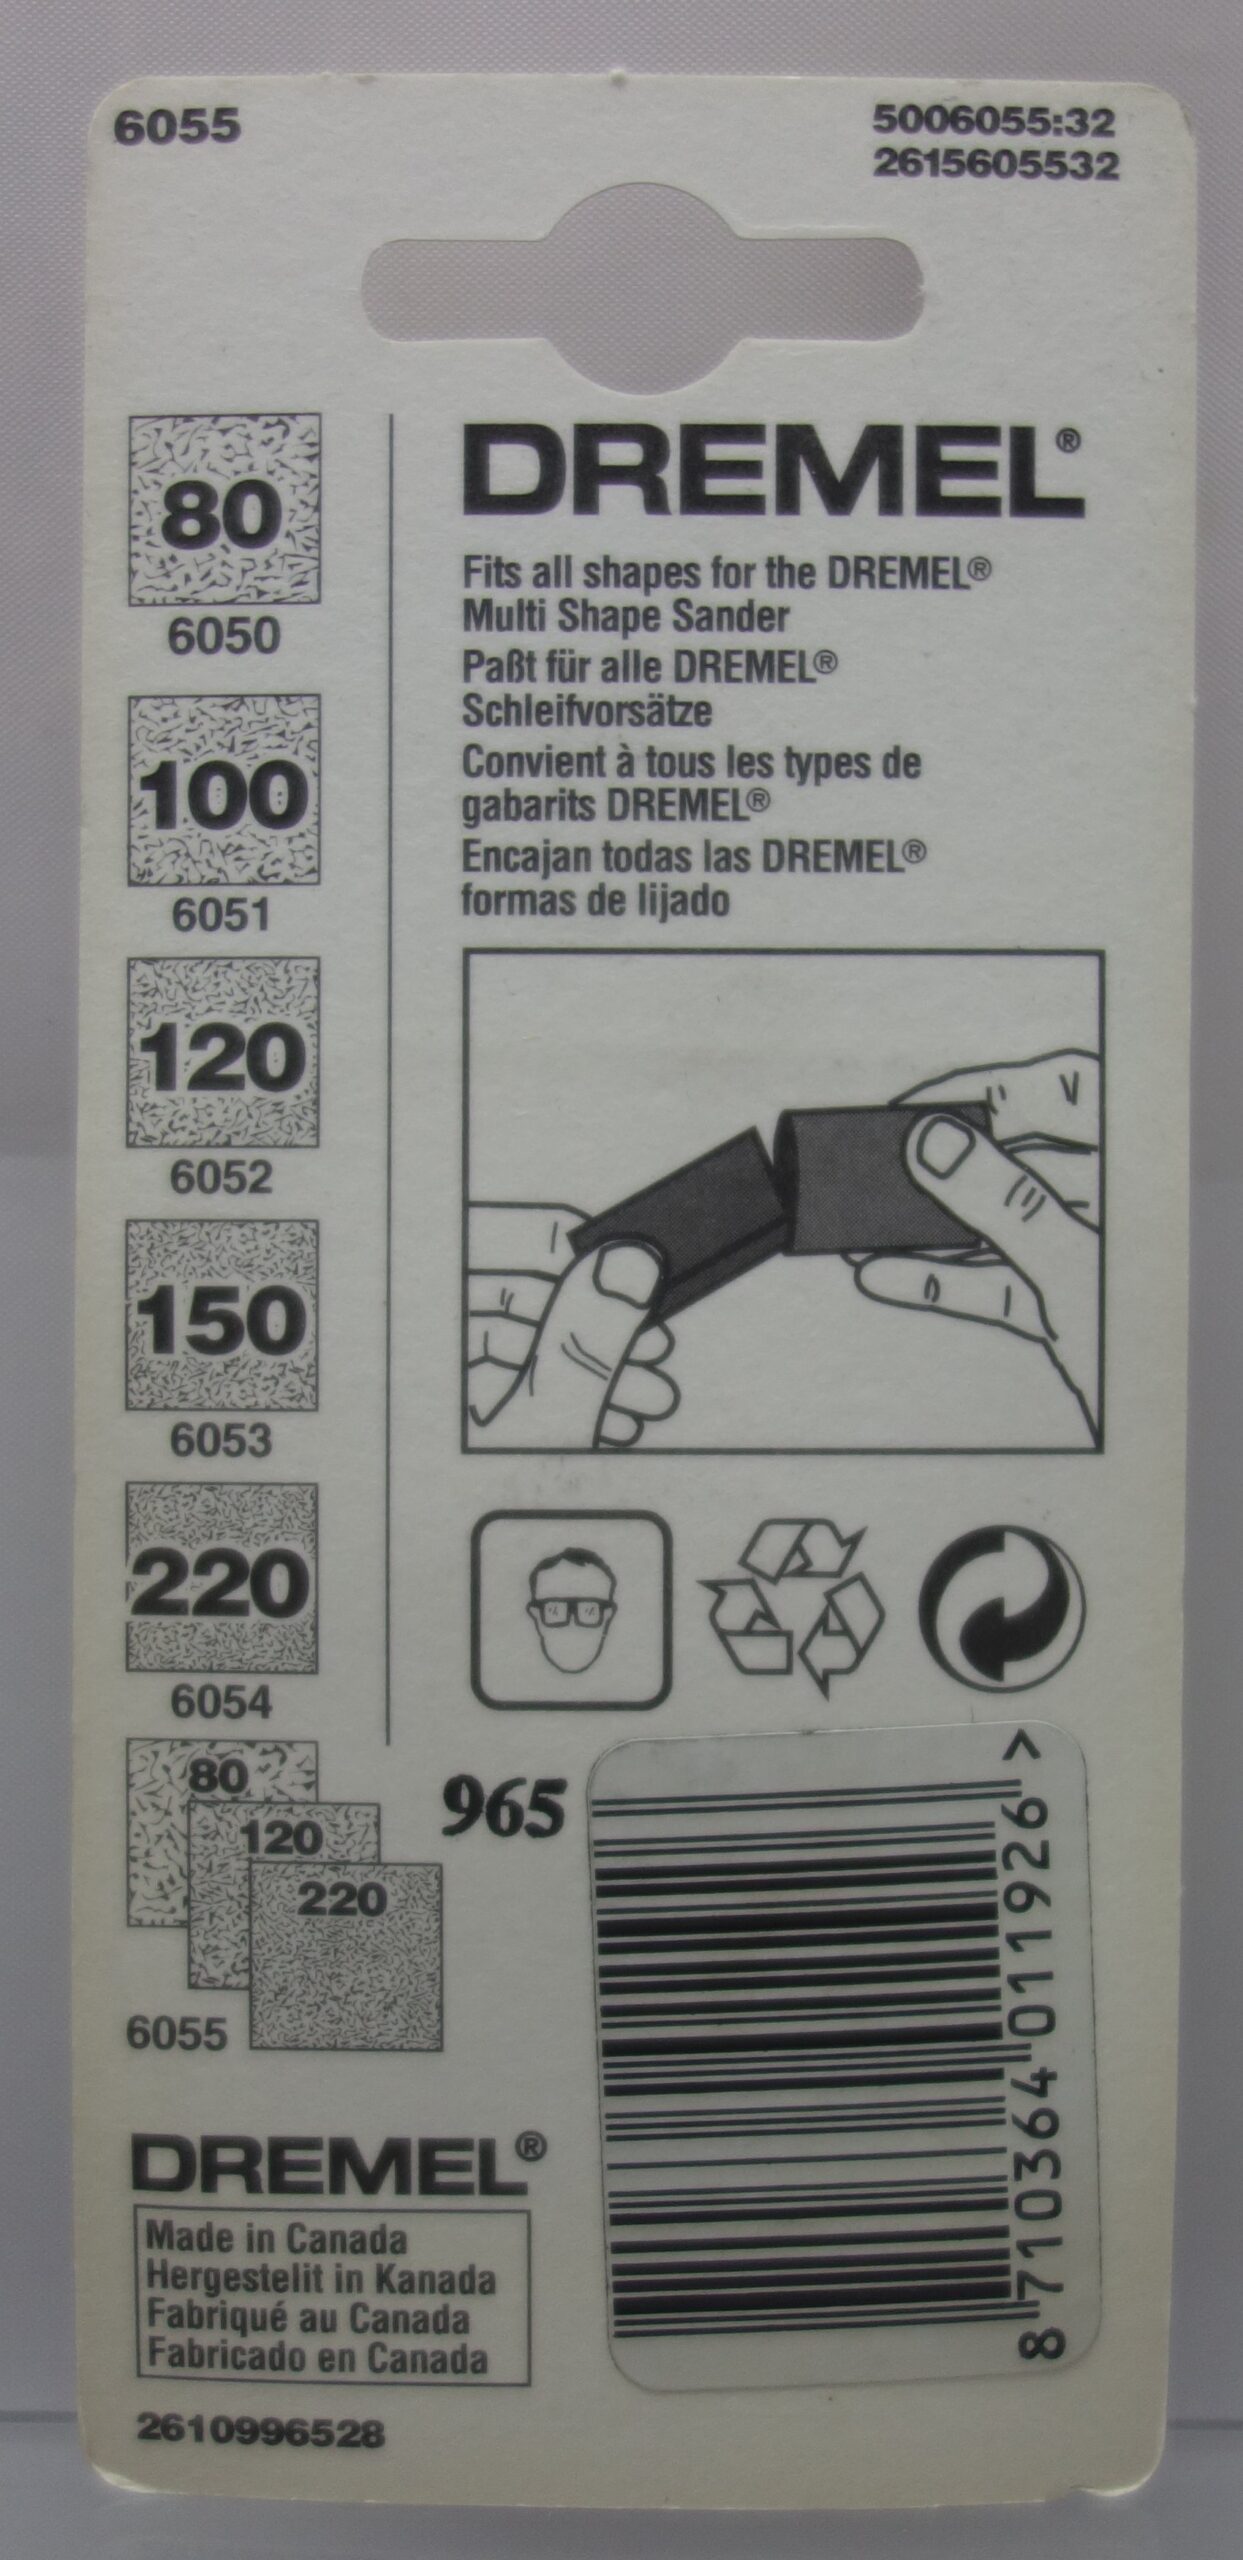 6055
5006055:32
2615605532
80
6050
100
6051
120
6052
150
6053
220
6054
80
120
220
6055
DREMEL®
Fits all shapes for the DREMEL®
Multi Shape Sander
Paßt für alle DREMEL®
Schleifvorsätze
Convient à tous les types de
gabarits DREMEL®
Encajan todas las DREMEL®
formas de lijado
965
8 710364 011926 >
DREMEL®
Made in Canada
Hergestelit in Kanada
Fabriqué au Canada
Fabricado en Canada
2610996528